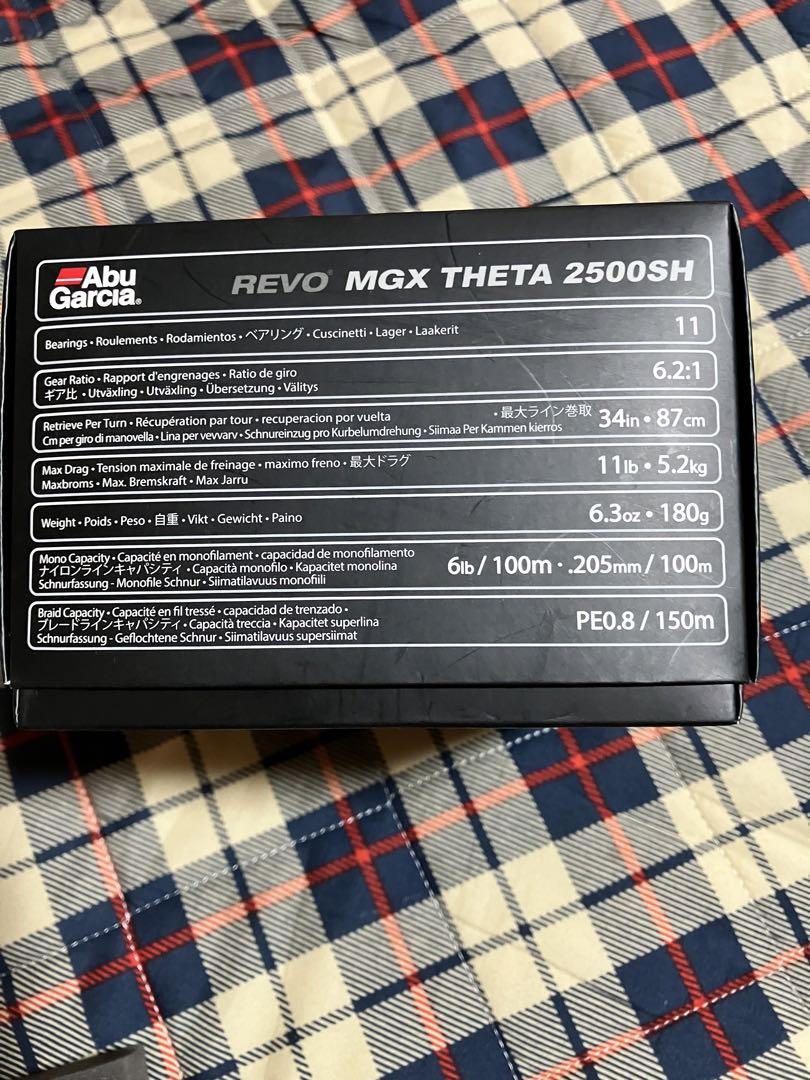 Abu
Garcia®
REVO® MGX THETA 2500SH
Bearings • Roulements • Rodamientos • ベアリング • Cuscinetti • Lager • Laakerit
11
Gear Ratio • Rapport d'engrenages • Ratio de giro
ギア比 • Utväxling • Utväxling • Übersetzung • Välitys
6.2:1
Retrieve Per Turn • Récupération par tour • recuperacion por vuelta • 最大ライン巻取
Cm per giro di manovella • Lina per vevvarv • Schnureinzug pro Kurbelumdrehung • Siimaa Per Kammen kierros
34in • 87cm
Max Drag • Tension maximale de freinage • maximo freno • 最大ドラグ
Maxbroms • Max. Bremskraft • Max Jarru
11lb • 5.2kg
Weight • Poids • Peso • 自重 • Vikt • Gewicht • Paino
6.3oz • 180g
Mono Capacity • Capacité en monofilament • capacidad de monofilamento
ナイロンラインキャパシティ • Capacità monofilo • Kapacitet monolina
Schnurfassung - Monofile Schnur • Siimatilavuus monofiili
6lb / 100m · .205mm / 100m
Braid Capacity • Capacité en fil tressé • capacidad de trenzado •
ブレードラインキャパシティ • Capacità treccia • Kapacitet superlina
Schnurfassung - Geflochtene Schnur • Siimatilavuus supersiimat
PE0.8 / 150m